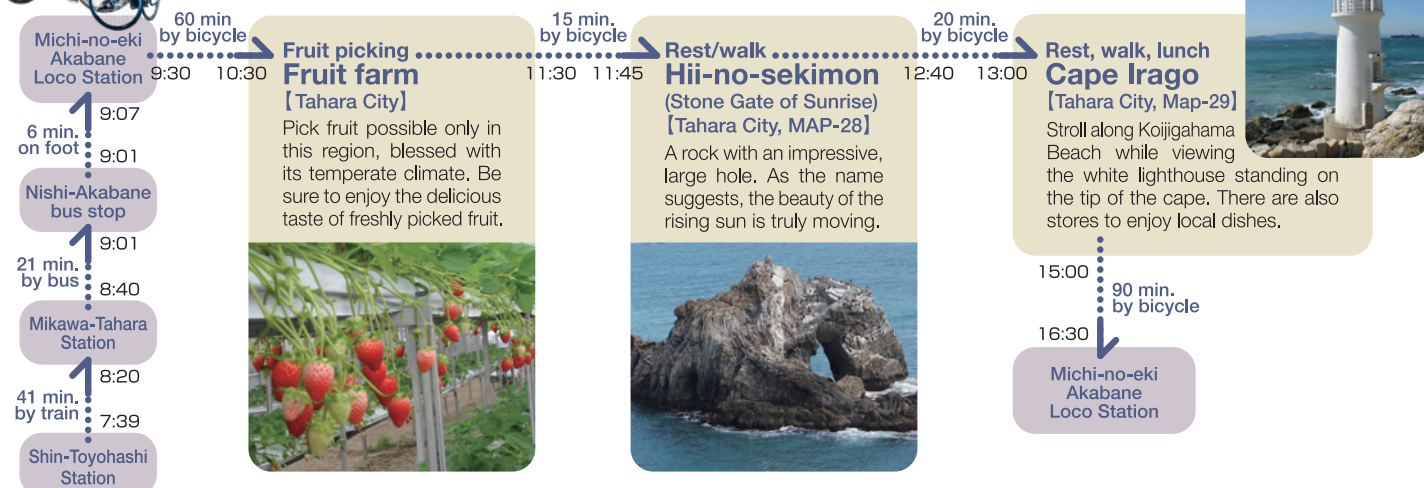 Michi-no-eki
Akabane
Loco Station
9:07
6 min.
on foot
9:01
Nishi-Akabane
bus stop
9:01
21 min.
by bus
8:40
Mikawa-Tahara
Station
8:20
41 min.
by train
7:39
Shin-Toyohashi
Station
60 min.
by bicycle
9:30 10:30
Fruit picking
Fruit farm
【Tahara City】
Pick fruit possible only in
this region, blessed with
its temperate climate. Be
sure to enjoy the delicious
taste of freshly picked fruit.
15 min.
by bicycle
11:30 11:45
Rest/walk
Hii-no-sekimon
(Stone Gate of Sunrise)
【Tahara City, MAP-28】
A rock with an impressive,
large hole. As the name
suggests, the beauty of the
rising sun is truly moving.
20 min.
by bicycle
12:40 13:00
Rest, walk, lunch
Cape Irago
【Tahara City, Map-29】
Stroll along Koijigahama
Beach while viewing
the white lighthouse standing on
the tip of the cape. There are also
stores to enjoy local dishes.
15:00
90 min.
by bicycle
16:30
Michi-no-eki
Akabane
Loco Station